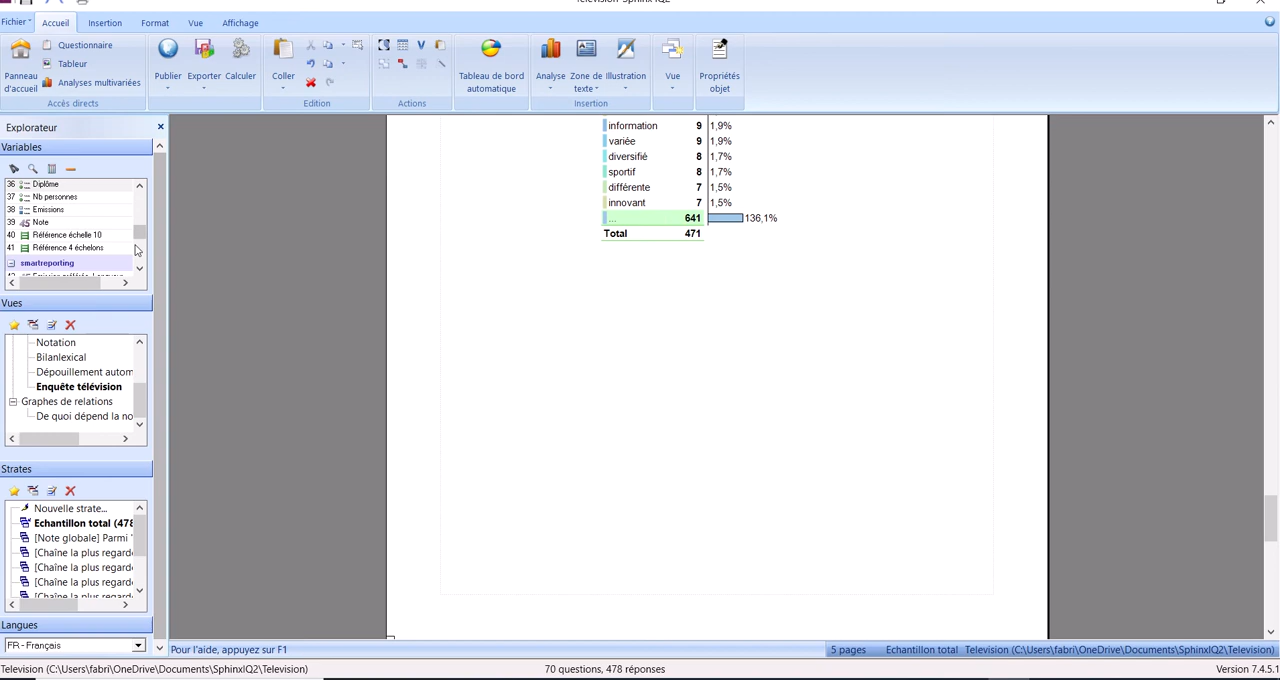 Television-Sphinx IQ2
Fichier
Accueil
Insertion
Format
Vue
Affichage
Panneau d'accueil
Questionnaire
Tableur
Analyses multivariées
Accès directs
Publier
Exporter
Calculer
Coller
Edition
Actions
Tableau de bord automatique
Analyse
Zone de texte
Illustration
Insertion
Vue
Propriétés objet
Explorateur
Variables
36 Diplôme
37 Nb personnes
38 Emissions
39 Note
40 Référence échelle 10
41 Référence 4 échelons
smartreporting
Vues
Notation
Bilanlexical
Dépouillement autom
Enquête télévision
Graphes de relations
De quoi dépend la no
Strates
Nouvelle strate...
Echantillon total (478
[Note globale] Parmi "
[Chaîne la plus regard
[Chaîne la plus regard
[Chaîne la plus regard
[Chaîne la plus regard
Langues
FR - Français
information 9 1,9%
variée 9 1,9%
diversifié 8 1,7%
sportif 8 1,7%
différente 7 1,5%
innovant 7 1,5%
... 641 136,1%
Total 471
Pour l'aide, appuyez sur F1
5 pages Echantillon total Television (C:\Users\fabri\OneDrive\Documents\SphinxIQ2\Television)
Television (C:\Users\fabri\OneDrive\Documents\SphinxIQ2\Television) 70 questions, 478 réponses Version 7.4.5.1